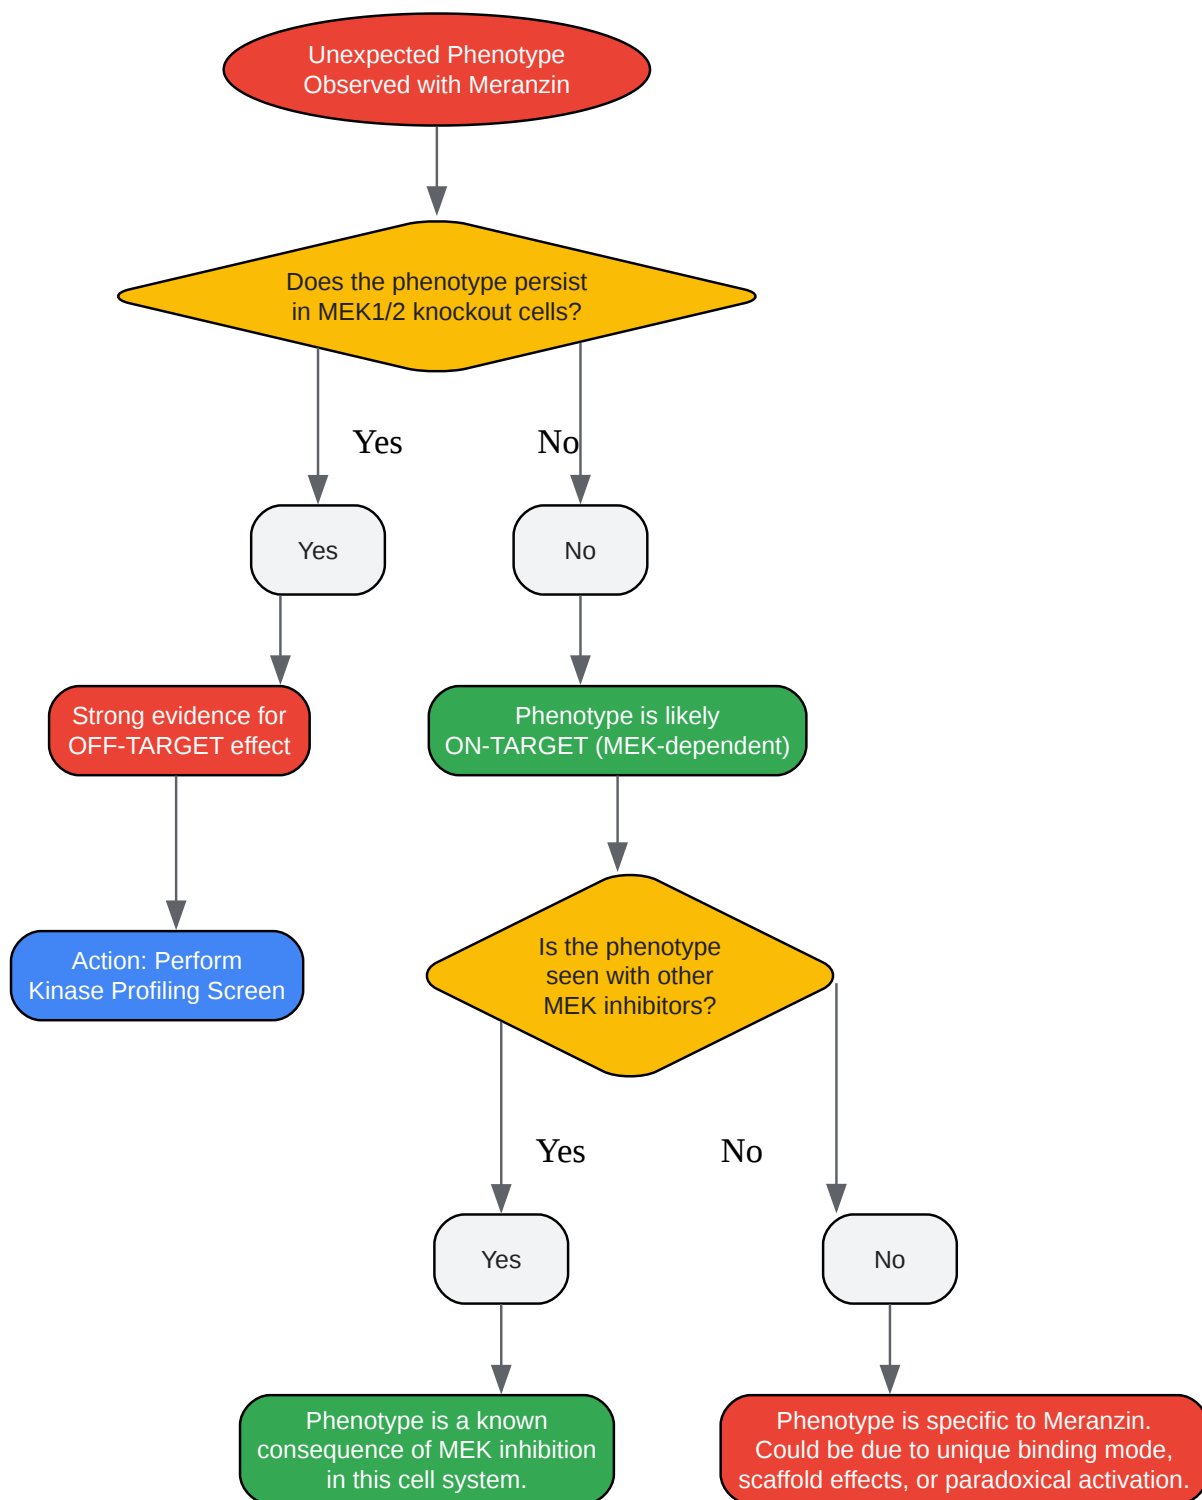 Unexpected Phenotype
Observed with Meranzin
Does the phenotype persist
in MEK1/2 knockout cells?
Yes
No
Yes
No
Strong evidence for
OFF-TARGET effect
Phenotype is likely
ON-TARGET (MEK-dependent)
Action: Perform
Kinase Profiling Screen
Is the phenotype
seen with other
MEK inhibitors?
Yes
No
Yes
No
Phenotype is a known
consequence of MEK inhibition
in this cell system.
Phenotype is specific to Meranzin.
Could be due to unique binding mode,
scaffold effects, or paradoxical activation.